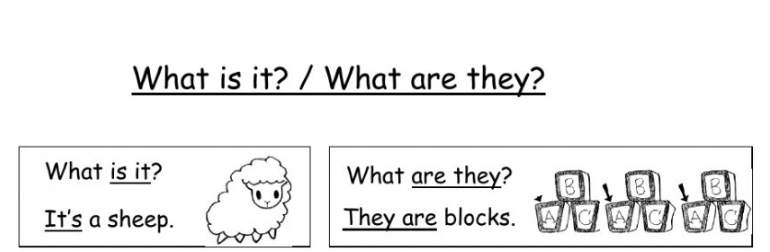 What is it? / What are they?
What is it?
It's a sheep.
What are they?
They are blocks.
B B B
A C A C A C